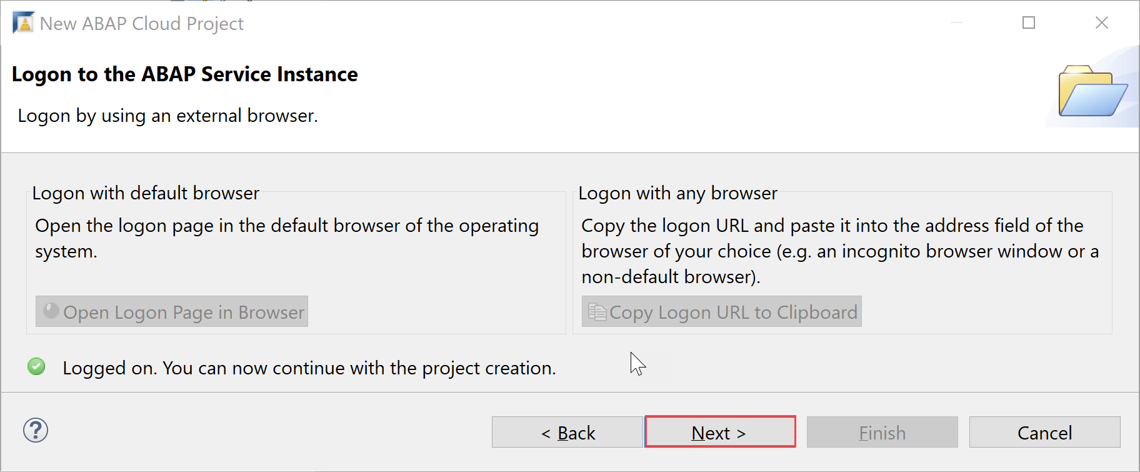 New ABAP Cloud Project
Logon to the ABAP Service Instance
Logon by using an external browser.
Logon with default browser
Open the logon page in the default browser of the operating
system.
Open Logon Page in Browser
Logon with any browser
Copy the logon URL and paste it into the address field of the
browser of your choice (e.g. an incognito browser window or a
non-default browser).
Copy Logon URL to Clipboard
Logged on. You can now continue with the project creation.
?
< Back
Next >
Finish
Cancel